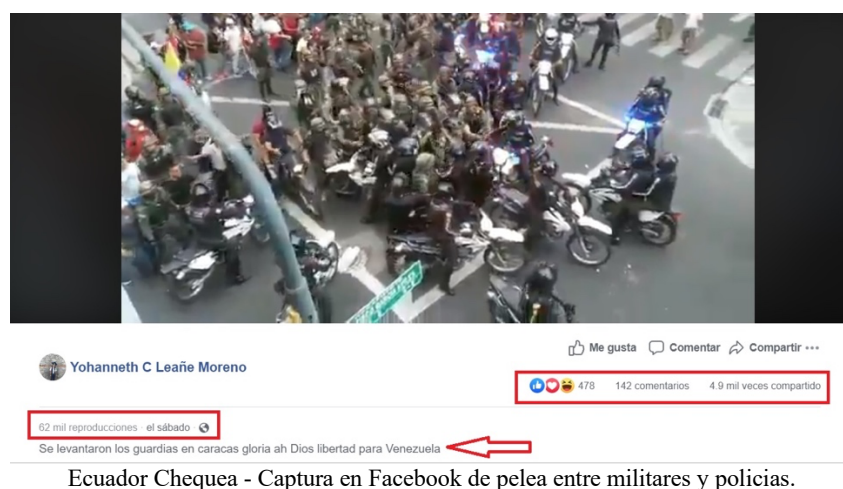 Me gusta Comentar Compartir
Yohanneth C Leañe Moreno
478 142 comentarios 4.9 mil veces compartido
62 mil reproducciones · el sábado ·
Se levantaron los guardias en caracas gloria ah Dios libertad para Venezuela
Ecuador Chequea - Captura en Facebook de pelea entre militares y policias.